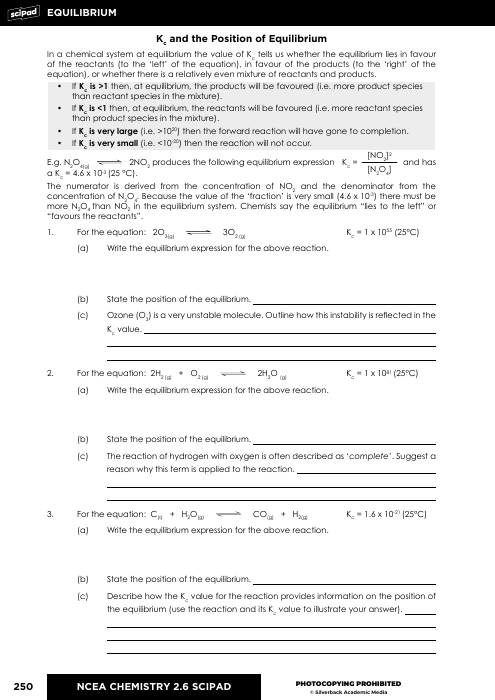 scipad EQUILIBRIUM
Kc and the Position of Equilibrium
In a chemical system at equilibrium the value of Kc tells us whether the equilibrium lies in favour
of the reactants (to the 'left' of the equation), in favour of the products (to the 'right' of the
equation), or whether there is a relatively even mixture of reactants and products.
• If Kc is >1 then, at equilibrium, the products will be favoured (i.e. more product species
than reactant species in the mixture).
• If Kc is <1 then, at equilibrium, the reactants will be favoured (i.e. more reactant species
than product species in the mixture).
• If Kc is very large (i.e. >10²⁰) then the forward reaction will have gone to completion.
• If Kc is very small (i.e. <10⁻²⁰) then the reaction will not occur.
E.g. N₂O₄(g) ⇌ 2NO₂ produces the following equilibrium expression Kc = [NO₂]² / [N₂O₄] and has
a Kc = 4.6 x 10⁻³ (25 °C).
The numerator is derived from the concentration of NO₂ and the denominator from the
concentration of N₂O₄. Because the value of the 'fraction' is very small (4.6 x 10⁻³) there must be
more N₂O₄ than NO₂ in the equilibrium system. Chemists say the equilibrium "lies to the left" or
"favours the reactants".
1. For the equation: 2O₃(g) ⇌ 3O₂(g) Kc = 1 x 10⁵⁵ (25°C)
(a) Write the equilibrium expression for the above reaction.
(b) State the position of the equilibrium.
(c) Ozone (O₃) is a very unstable molecule. Outline how this instability is reflected in the
Kc value.
2. For the equation: 2H₂(g) + O₂(g) ⇌ 2H₂O(g) Kc = 1 x 10⁸¹ (25°C)
(a) Write the equilibrium expression for the above reaction.
(b) State the position of the equilibrium.
(c) The reaction of hydrogen with oxygen is often described as 'complete'. Suggest a
reason why this term is applied to the reaction.
3. For the equation: C(s) + H₂O(g) ⇌ CO(g) + H₂(g) Kc = 1.6 x 10⁻²¹ (25°C)
(a) Write the equilibrium expression for the above reaction.
(b) State the position of the equilibrium.
(c) Describe how the Kc value for the reaction provides information on the position of
the equilibrium (use the reaction and its Kc value to illustrate your answer).
250 NCEA CHEMISTRY 2.6 SCIPAD PHOTOCOPYING PROHIBITED
© Silverback Academic Media